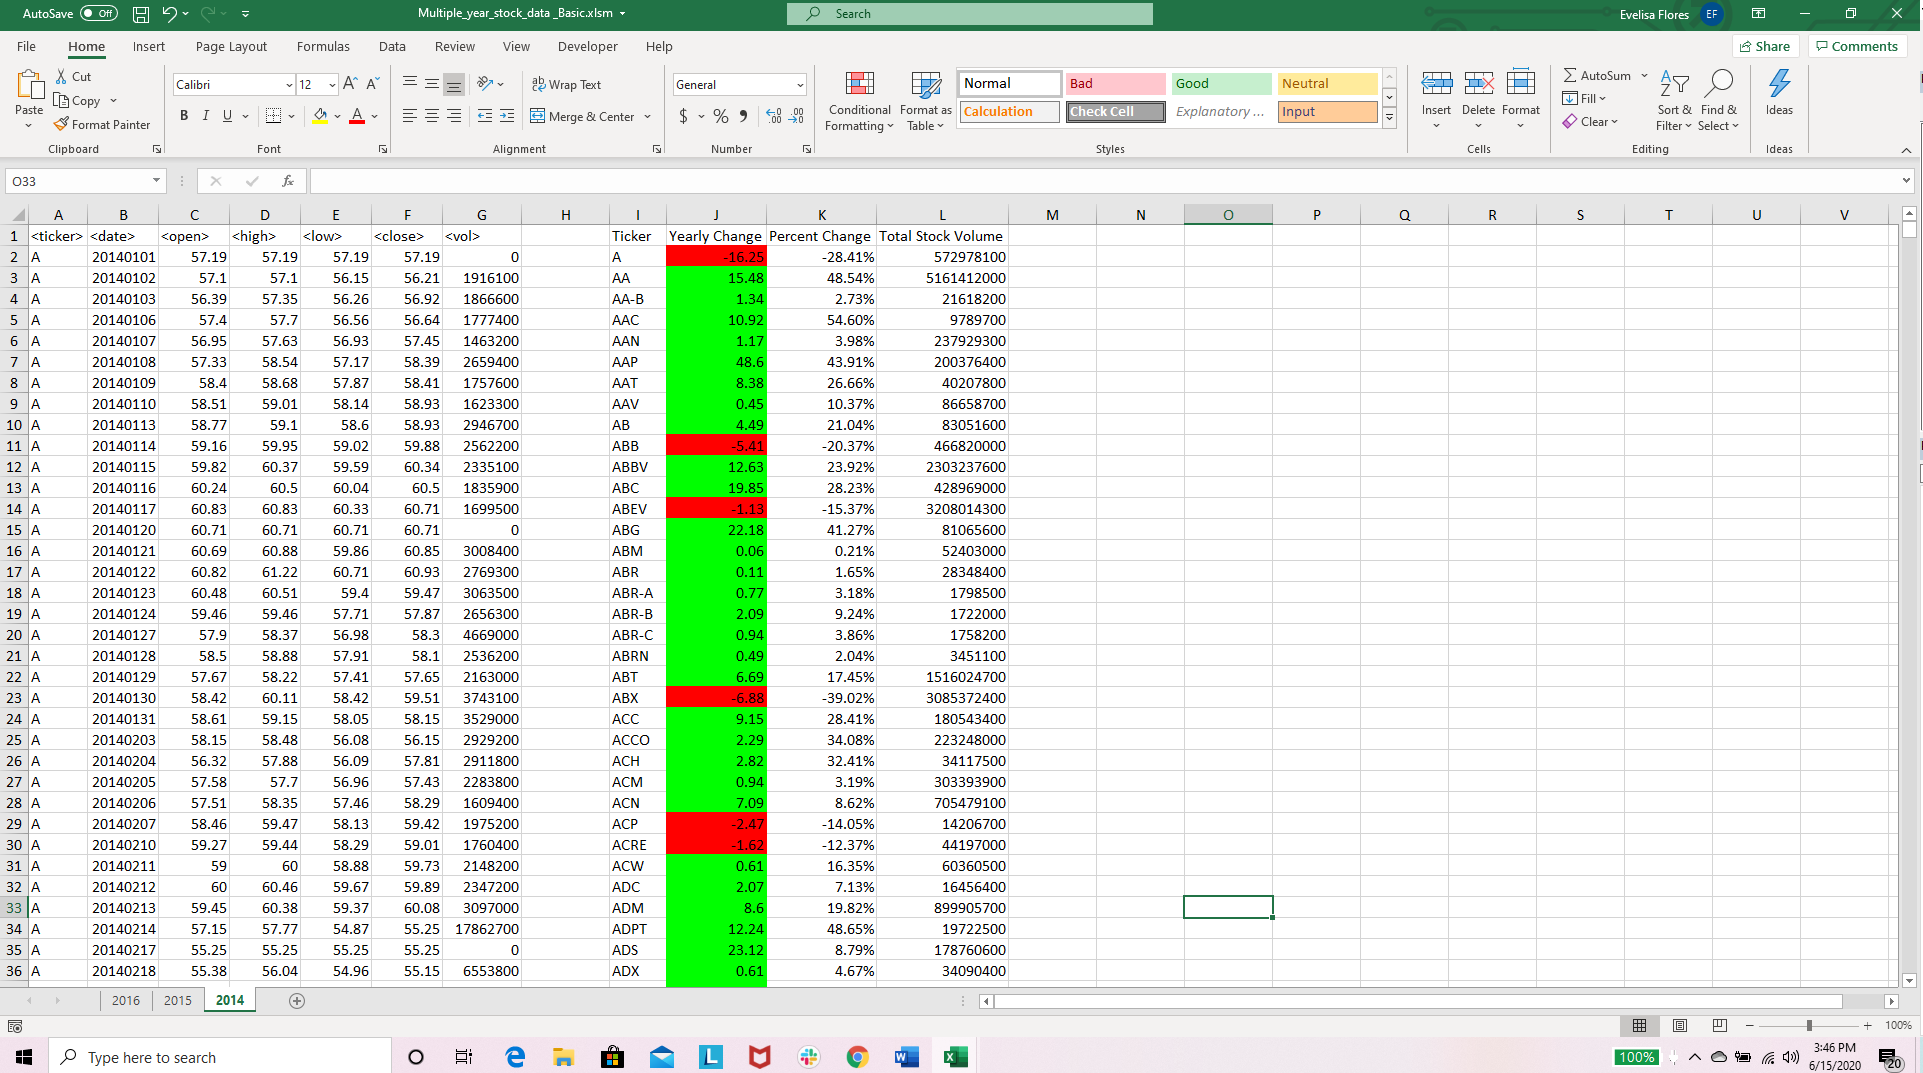 AutoSave Off Multiple_year_stock_data _Basic.xlsm Search Evelisa Flores EF
File Home Insert Page Layout Formulas Data Review View Developer Help Share Comments
Paste Cut Copy Format Painter Clipboard
Calibri 12 B I U A Font
Wrap Text Merge & Center Alignment
General $ % Number
Conditional Formatting Format as Table Normal Bad Good Neutral
Calculation Check Cell Explanatory ... Input Styles
Insert Delete Format Cells
AutoSum Fill Clear Sort & Filter Find & Select Editing
Ideas Ideas
O33 fx
A B C D E F G H I J K L M N O P Q R S T U V
1 <ticker> <date> <open> <high> <low> <close> <vol> Ticker Yearly Change Percent Change Total Stock Volume
2 A 20140101 57.19 57.19 57.19 57.19 0 A -16.25 -28.41% 572978100
3 A 20140102 57.1 57.1 56.15 56.21 1916100 AA 15.48 48.54% 5161412000
4 A 20140103 56.39 57.35 56.26 56.92 1866600 AA-B 1.34 2.73% 21618200
5 A 20140106 57.4 57.7 56.56 56.64 1777400 AAC 10.92 54.60% 9789700
6 A 20140107 56.95 57.63 56.93 57.45 1463200 AAN 1.17 3.98% 237929300
7 A 20140108 57.33 58.54 57.17 58.39 2659400 AAP 48.6 43.91% 200376400
8 A 20140109 58.4 58.68 57.87 58.41 1757600 AAT 8.38 26.66% 40207800
9 A 20140110 58.51 59.01 58.14 58.93 1623300 AAV 0.45 10.37% 86658700
10 A 20140113 58.77 59.1 58.6 58.93 2946700 AB 4.49 21.04% 83051600
11 A 20140114 59.16 59.95 59.02 59.88 2562200 ABB -5.41 -20.37% 466820000
12 A 20140115 59.82 60.37 59.59 60.34 2335100 ABBV 12.63 23.92% 2303237600
13 A 20140116 60.24 60.5 60.04 60.5 1835900 ABC 19.85 28.23% 428969000
14 A 20140117 60.83 60.83 60.33 60.71 1699500 ABEV -1.13 -15.37% 3208014300
15 A 20140120 60.71 60.71 60.71 60.71 0 ABG 22.18 41.27% 81065600
16 A 20140121 60.69 60.88 59.86 60.85 3008400 ABM 0.06 0.21% 52403000
17 A 20140122 60.82 61.22 60.71 60.93 2769300 ABR 0.11 1.65% 28348400
18 A 20140123 60.48 60.51 59.4 59.47 3063500 ABR-A 0.77 3.18% 1798500
19 A 20140124 59.46 59.46 57.71 57.87 2656300 ABR-B 2.09 9.24% 1722000
20 A 20140127 57.9 58.37 56.98 58.3 4669000 ABR-C 0.94 3.86% 1758200
21 A 20140128 58.5 58.88 57.91 58.1 2536200 ABRN 0.49 2.04% 3451100
22 A 20140129 57.67 58.22 57.41 57.65 2163000 ABT 6.69 17.45% 1516024700
23 A 20140130 58.42 60.11 58.42 59.51 3743100 ABX -6.88 -39.02% 3085372400
24 A 20140131 58.61 59.15 58.05 58.15 3529000 ACC 9.15 28.41% 180543400
25 A 20140203 58.15 58.48 56.08 56.15 2929200 ACCO 2.29 34.08% 223248000
26 A 20140204 56.32 57.88 56.09 57.81 2911800 ACH 2.82 32.41% 34117500
27 A 20140205 57.58 57.7 56.96 57.43 2283800 ACM 0.94 3.19% 303393900
28 A 20140206 57.51 58.35 57.46 58.29 1609400 ACN 7.09 8.62% 705479100
29 A 20140207 58.46 59.47 58.13 59.42 1975200 ACP -2.47 -14.05% 14206700
30 A 20140210 59.27 59.44 58.29 59.01 1760400 ACRE -1.62 -12.37% 44197000
31 A 20140211 59 60 58.88 59.73 2148200 ACW 0.61 16.35% 60360500
32 A 20140212 60 60.46 59.67 59.89 2347200 ADC 2.07 7.13% 16456400
33 A 20140213 59.45 60.38 59.37 60.08 3097000 ADM 8.6 19.82% 899905700
34 A 20140214 57.15 57.77 54.87 55.25 17862700 ADPT 12.24 48.65% 19722500
35 A 20140217 55.25 55.25 55.25 55.25 0 ADS 23.12 8.79% 178760600
36 A 20140218 55.38 56.04 54.96 55.15 6553800 ADX 0.61 4.67% 34090400
2016 2015 2014
100%
Type here to search 100% 3:46 PM
6/15/2020 20